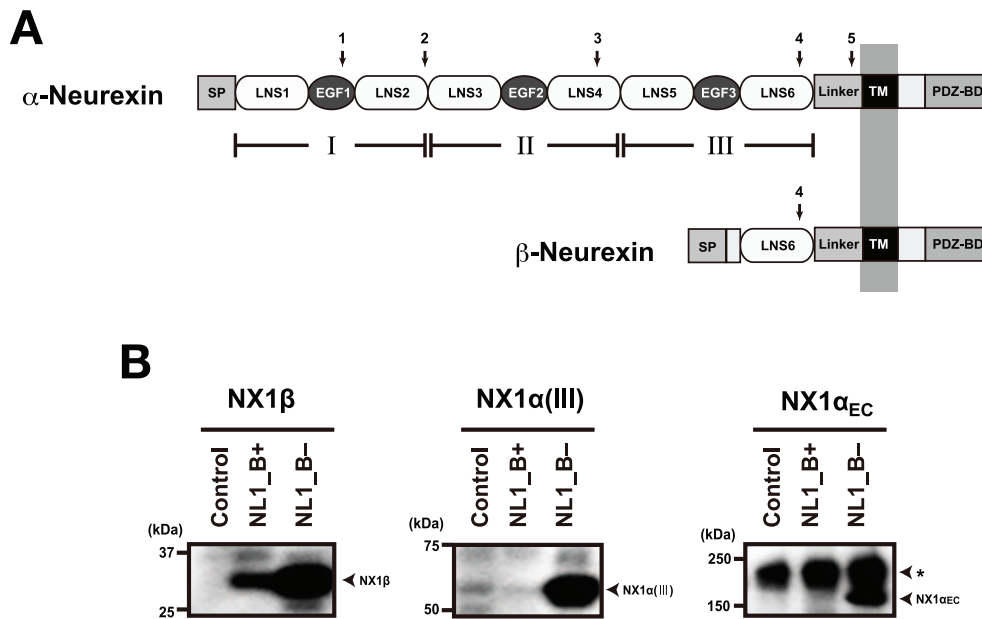 A
1 2 3 4 5
α-Neurexin
SP LNS1 EGF1 LNS2 LNS3 EGF2 LNS4 LNS5 EGF3 LNS6 Linker TM PDZ-BD
I II III
4
β-Neurexin
SP LNS6 Linker TM PDZ-BD
B
NX1β
Control
NL1_B+
NL1_B−
(kDa)
37
25
NX1β
NX1α(III)
Control
NL1_B+
NL1_B−
(kDa)
75
50
NX1α(III)
NX1αEC
Control
NL1_B+
NL1_B−
(kDa)
250
150
*
NX1αEC